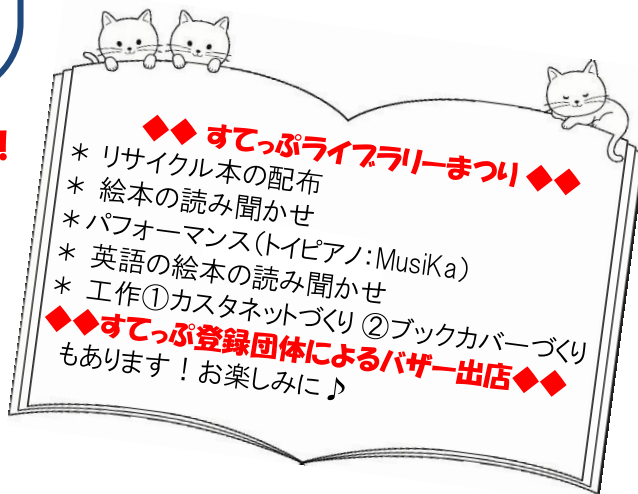 !
◆◆ すてっぷライブラリーまつり ◆◆
＊ リサイクル本の配布
＊ 絵本の読み聞かせ
＊パフォーマンス（トイピアノ：MusiKa）
＊ 英語の絵本の読み聞かせ
＊ 工作①カスタネットづくり ②ブックカバーづくり
◆◆すてっぷ登録団体によるバザー出店◆◆
もあります！お楽しみに♪